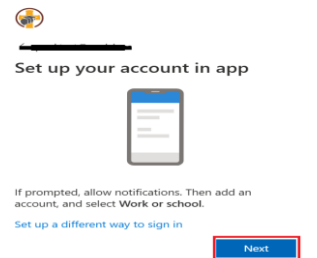 Set up your account in app
If prompted, allow notifications. Then add an
account, and select Work or school.
Set up a different way to sign in
Next